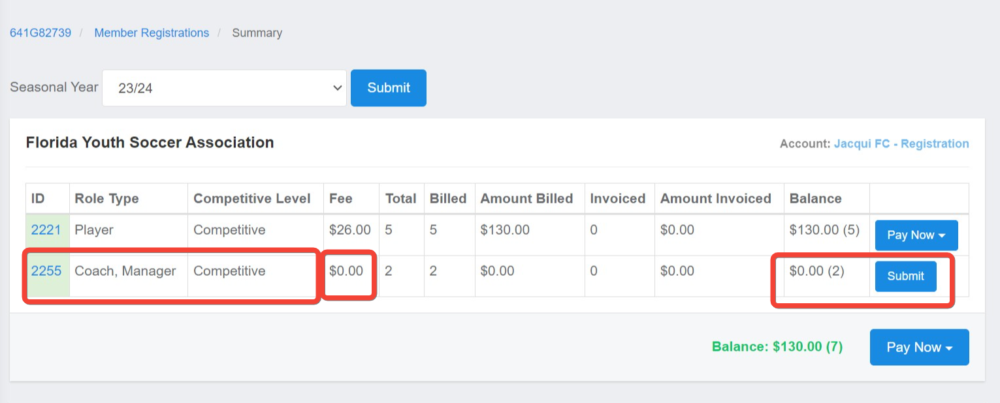 641G82739 / Member Registrations / Summary
Seasonal Year 23/24 Submit
Florida Youth Soccer Association Account: Jacqui FC - Registration
ID Role Type Competitive Level Fee Total Billed Amount Billed Invoiced Amount Invoiced Balance
2221 Player Competitive $26.00 5 5 $130.00 0 $0.00 $130.00 (5) Pay Now
2255 Coach, Manager Competitive $0.00 2 2 $0.00 0 $0.00 $0.00 (2) Submit
Balance: $130.00 (7) Pay Now